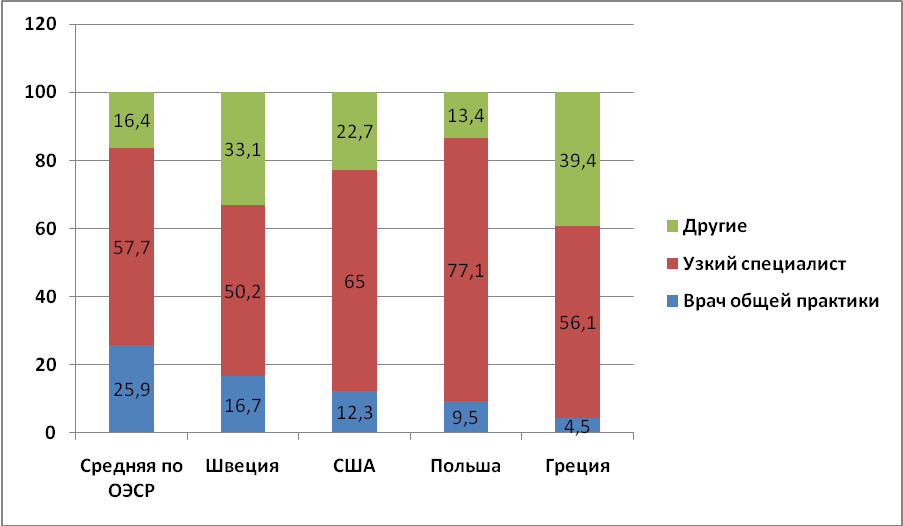 120
100
80
60
40
20
0
16,4
33,1
22,7
13,4
39,4
57,7
50,2
65
77,1
56,1
25,9
16,7
12,3
9,5
4,5
Средняя по
ОЭСР
Швеция
США
Польша
Греция
Другие
Узкий специалист
Врач общей практики